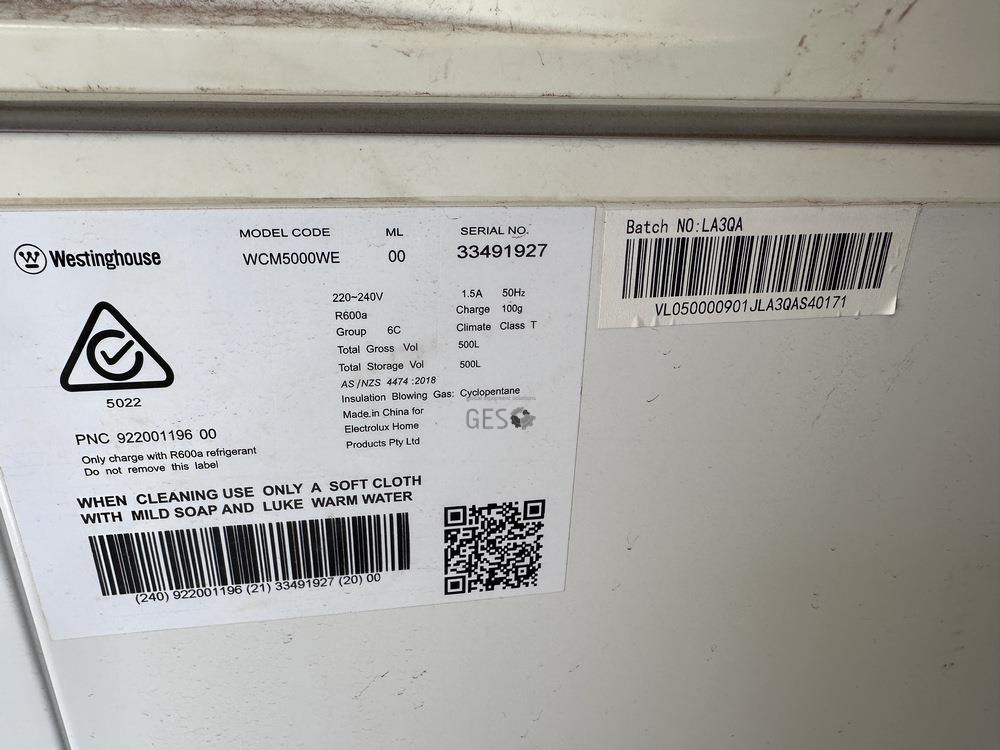 Westinghouse
MODEL CODE ML SERIAL NO.
WCM5000WE 00 33491927
220~240V 1.5A 50Hz
R600a Charge 100g
Group 6C Climate Class T
Total Gross Vol 500L
Total Storage Vol 500L
AS/NZS 4474:2018
Insulation Blowing Gas: Cyclopentane
Made.in China for
Electrolux Home
Products Pty Ltd
5022
PNC 922001196 00
Only charge with R600a refrigerant
Do not remove this label
WHEN CLEANING USE ONLY A SOFT CLOTH
WITH MILD SOAP AND LUKE WARM WATER
(240) 922001196 (21) 33491927 (20) 00
Batch NO:LA3QA
VL050000901JLA3QAS40171
global equipment solutions
GES